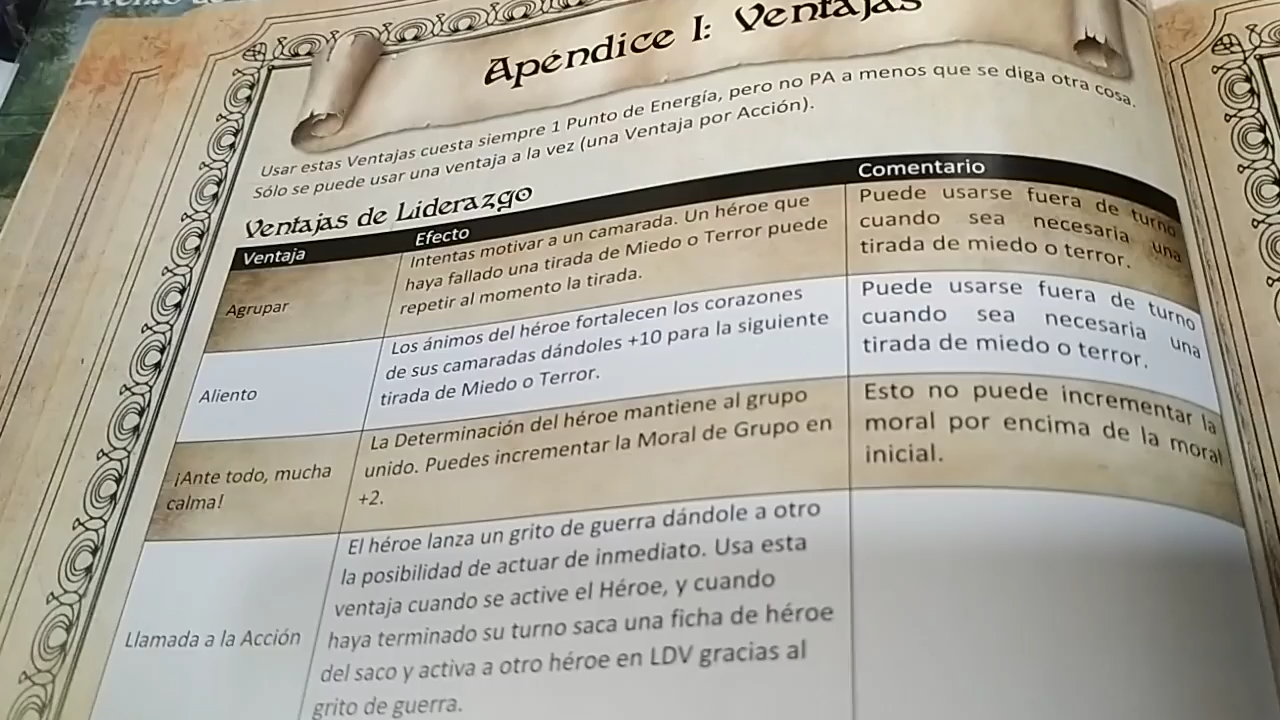 Apéndice I: Ventajas
Usar estas Ventajas cuesta siempre 1 Punto de Energía, pero no PA a menos que se diga otra cosa.
Sólo se puede usar una ventaja a la vez (una Ventaja por Acción).
Ventajas de Liderazgo
Ventaja
Efecto
Comentario
Agrupar
Intentas motivar a un camarada. Un héroe que
haya fallado una tirada de Miedo o Terror puede
repetir al momento la tirada.
Puede usarse fuera de turno
cuando sea necesaria una
tirada de miedo o terror.
Aliento
Los ánimos del héroe fortalecen los corazones
de sus camaradas dándoles +10 para la siguiente
tirada de Miedo o Terror.
Puede usarse fuera de turno
cuando sea necesaria una
tirada de miedo o terror.
¡Ante todo, mucha
calma!
La Determinación del héroe mantiene al grupo
unido. Puedes incrementar la Moral de Grupo en
+2.
Esto no puede incrementar la
moral por encima de la moral
inicial.
Llamada a la Acción
El héroe lanza un grito de guerra dándole a otro
la posibilidad de actuar de inmediato. Usa esta
ventaja cuando se active el Héroe, y cuando
haya terminado su turno saca una ficha de héroe
del saco y activa a otro héroe en LDV gracias al
grito de guerra.